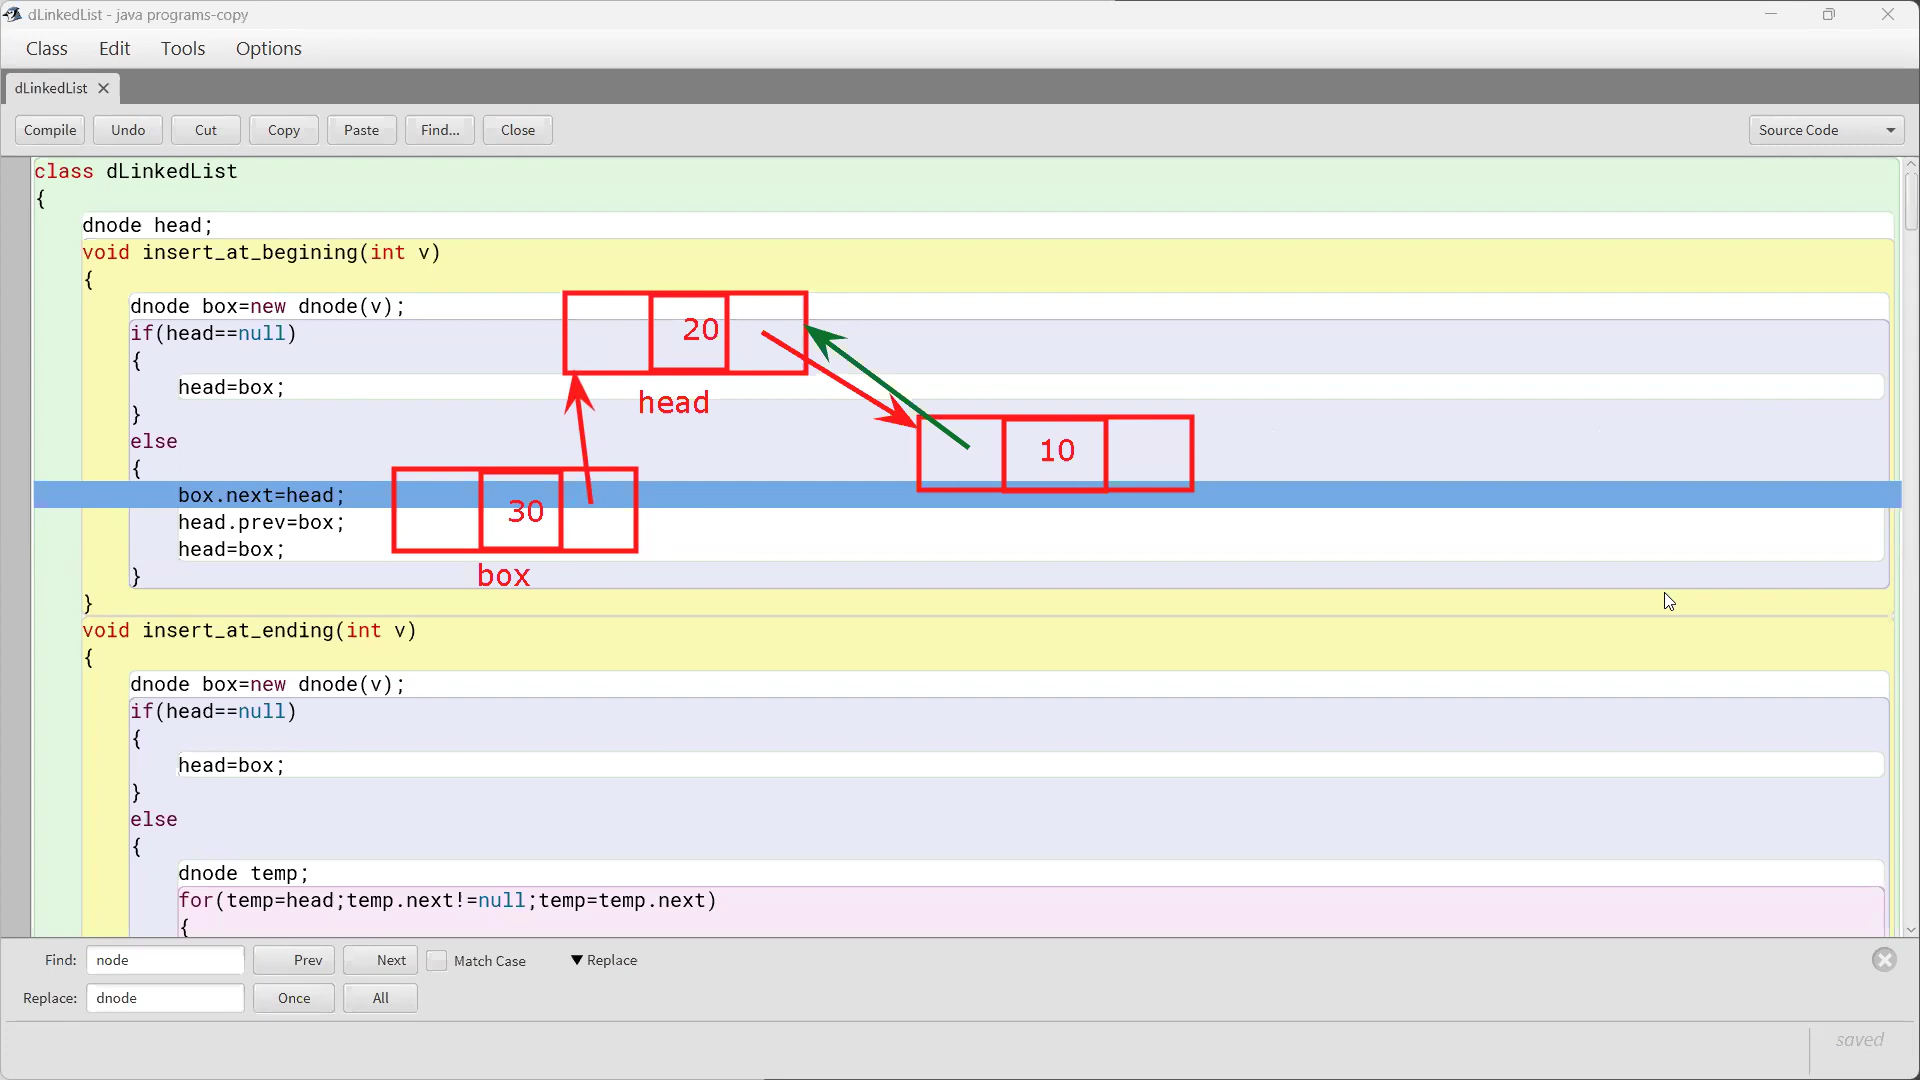 dLinkedList - java programs-copy
Class Edit Tools Options
dLinkedList
Compile Undo Cut Copy Paste Find... Close Source Code
class dLinkedList
{
dnode head;
void insert_at_begining(int v)
{
dnode box=new dnode(v);
if(head==null)
{
head=box;
}
else
{
box.next=head;
head.prev=box;
head=box;
}
}
20
head
10
30
box
void insert_at_ending(int v)
{
dnode box=new dnode(v);
if(head==null)
{
head=box;
}
else
{
dnode temp;
for(temp=head;temp.next!=null;temp=temp.next)
{
Find: node Prev Next Match Case Replace
Replace: dnode Once All
saved